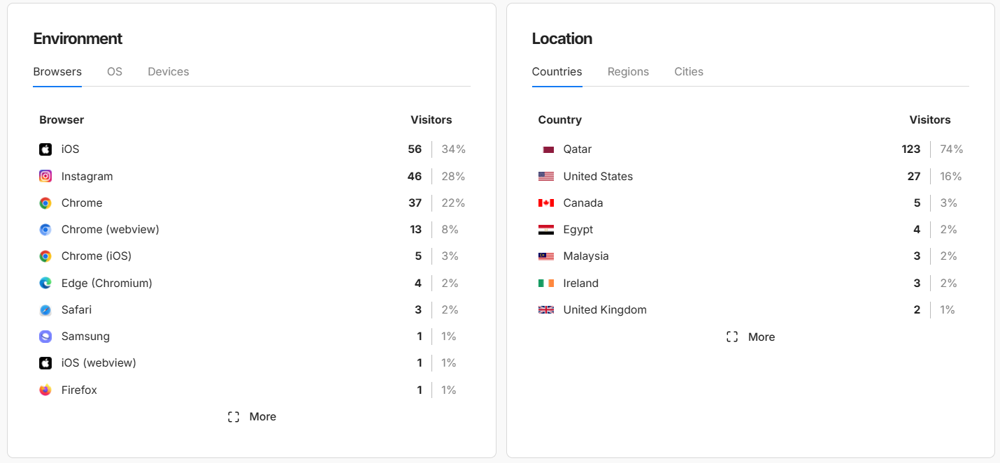 Environment
Browsers OS Devices
Browser Visitors
iOS 56 34%
Instagram 46 28%
Chrome 37 22%
Chrome (webview) 13 8%
Chrome (iOS) 5 3%
Edge (Chromium) 4 2%
Safari 3 2%
Samsung 1 1%
iOS (webview) 1 1%
Firefox 1 1%
More
Location
Countries Regions Cities
Country Visitors
Qatar 123 74%
United States 27 16%
Canada 5 3%
Egypt 4 2%
Malaysia 3 2%
Ireland 3 2%
United Kingdom 2 1%
More